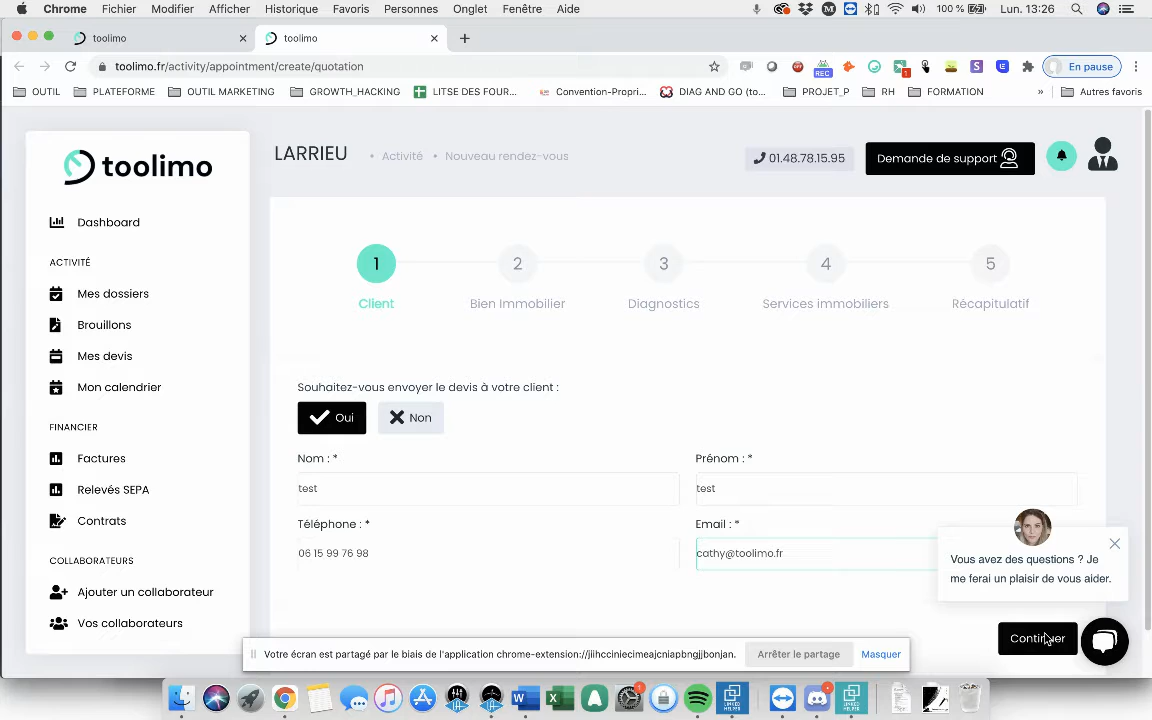 Chrome Fichier Modifier Afficher Historique Favoris Personnes Onglet Fenêtre Aide 100 % Lun. 13:26
toolimo toolimo
toolimo.fr/activity/appointment/create/quotation REC 1 En pause
OUTIL PLATEFORME OUTIL MARKETING GROWTH_HACKING LITSE DES FOUR... Convention-Propri... DIAG AND GO (to... PROJET_P RH FORMATION » Autres favoris
toolimo
LARRIEU • Activité • Nouveau rendez-vous
01.48.78.15.95
Demande de support
Dashboard
ACTIVITÉ
Mes dossiers
Brouillons
Mes devis
Mon calendrier
FINANCIER
Factures
Relevés SEPA
Contrats
COLLABORATEURS
Ajouter un collaborateur
Vos collaborateurs
1 2 3 4 5
Client Bien Immobilier Diagnostics Services immobiliers Récapitulatif
Souhaitez-vous envoyer le devis à votre client :
Oui Non
Nom : * Prénom : *
test test
Téléphone : * Email : *
06 15 99 76 98 cathy@toolimo.fr
Vous avez des questions ? Je
me ferai un plaisir de vous aider.
Continuer
Votre écran est partagé par le biais de l'application chrome-extension://jiihcciniecimeajcniapbngjjbonjan. Arrêter le partage Masquer